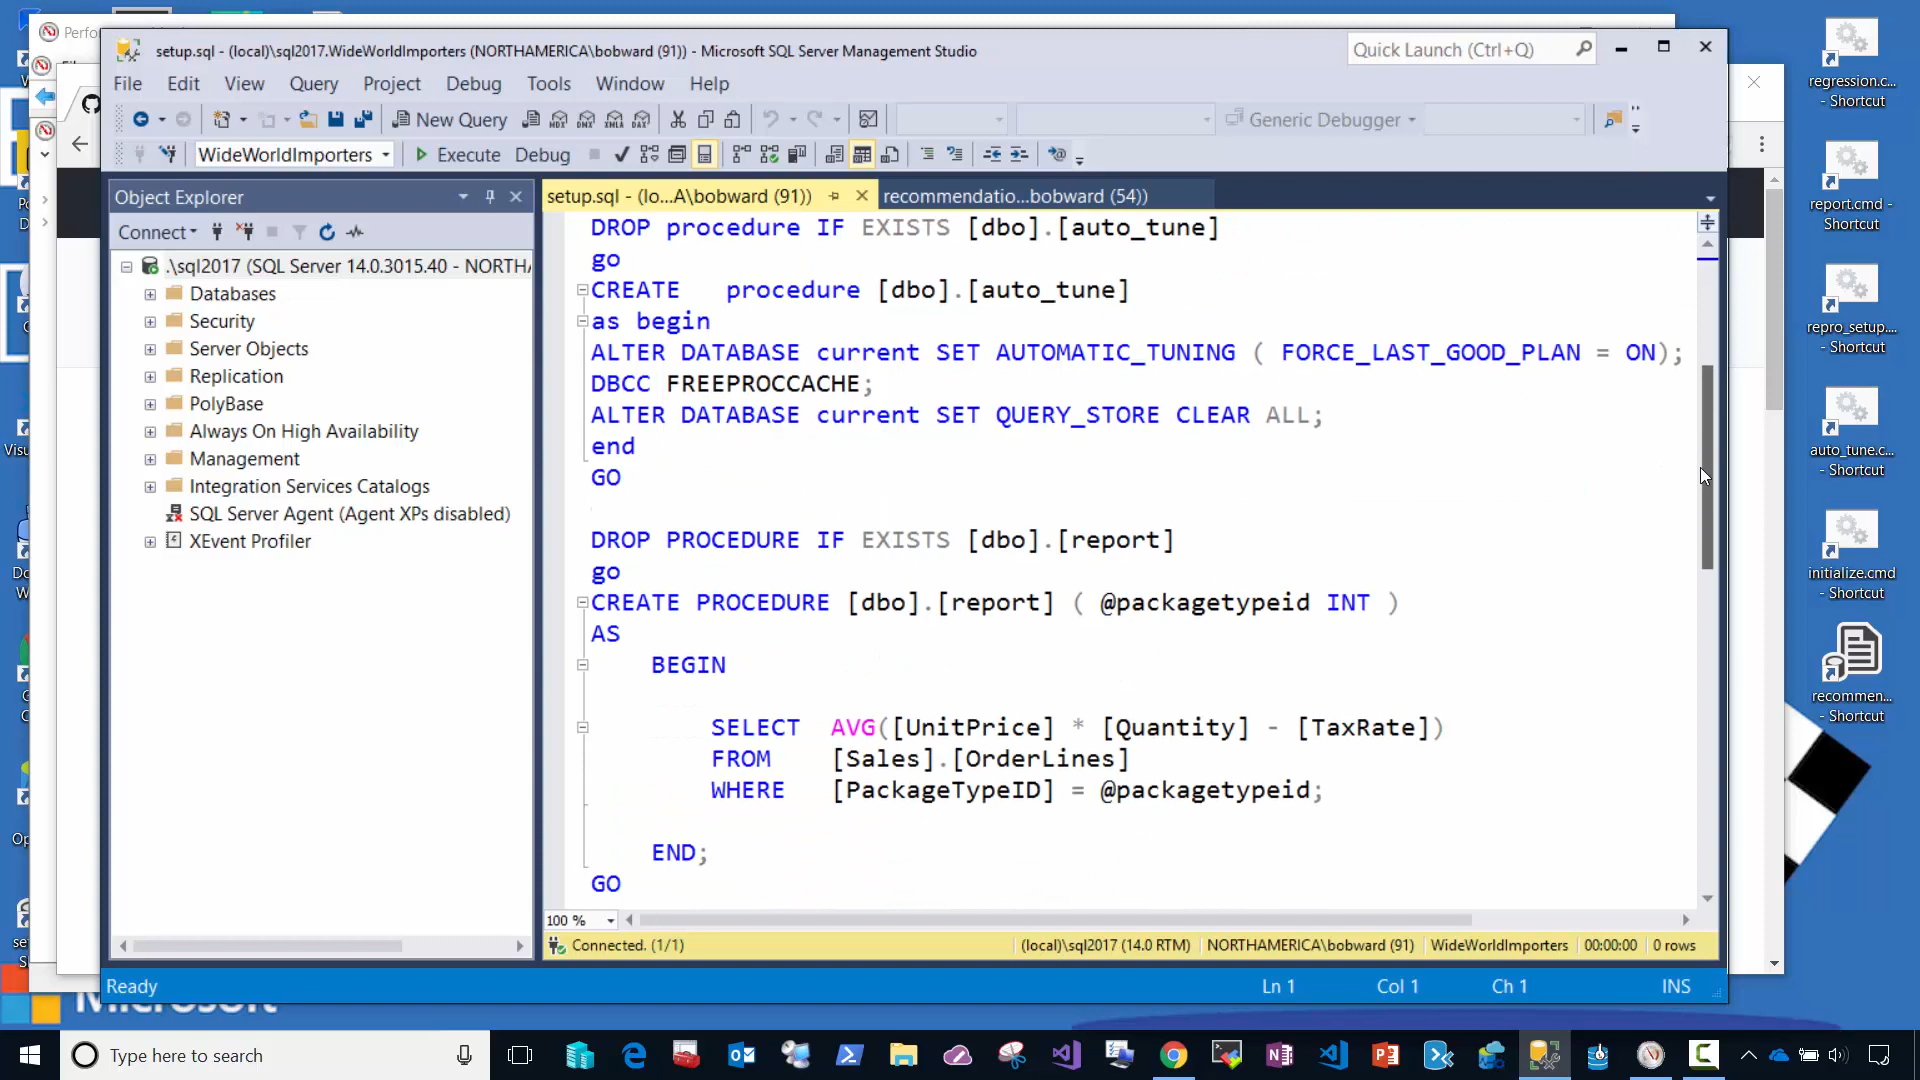 Perfo
setup.sql - (local)\sql2017.WideWorldImporters (NORTHAMERICA\bobward (91)) - Microsoft SQL Server Management Studio
Quick Launch (Ctrl+Q)
File Edit View Query Project Debug Tools Window Help
New Query
Generic Debugger
WideWorldImporters
Execute
Debug
Object Explorer
setup.sql - (lo...A\bobward (91))
recommendatio...bobward (54))
Connect
.\sql2017 (SQL Server 14.0.3015.40 - NORTH
Databases
Security
Server Objects
Replication
PolyBase
Always On High Availability
Management
Integration Services Catalogs
SQL Server Agent (Agent XPs disabled)
XEvent Profiler
DROP procedure IF EXISTS [dbo].[auto_tune]
go
CREATE procedure [dbo].[auto_tune]
as begin
ALTER DATABASE current SET AUTOMATIC_TUNING ( FORCE_LAST_GOOD_PLAN = ON);
DBCC FREEPROCCACHE;
ALTER DATABASE current SET QUERY_STORE CLEAR ALL;
end
GO
DROP PROCEDURE IF EXISTS [dbo].[report]
go
CREATE PROCEDURE [dbo].[report] ( @packagetypeid INT )
AS
BEGIN
SELECT AVG([UnitPrice] * [Quantity] - [TaxRate])
FROM [Sales].[OrderLines]
WHERE [PackageTypeID] = @packagetypeid;
END;
GO
100 %
Connected. (1/1)
(local)\sql2017 (14.0 RTM)
NORTHAMERICA\bobward (91)
WideWorldImporters
00:00:00
0 rows
Ready
Ln 1
Col 1
Ch 1
INS
regression.c...
- Shortcut
report.cmd -
Shortcut
repro_setup....
- Shortcut
auto_tune.c...
- Shortcut
initialize.cmd
- Shortcut
recommen...
- Shortcut
Microsoft
Type here to search